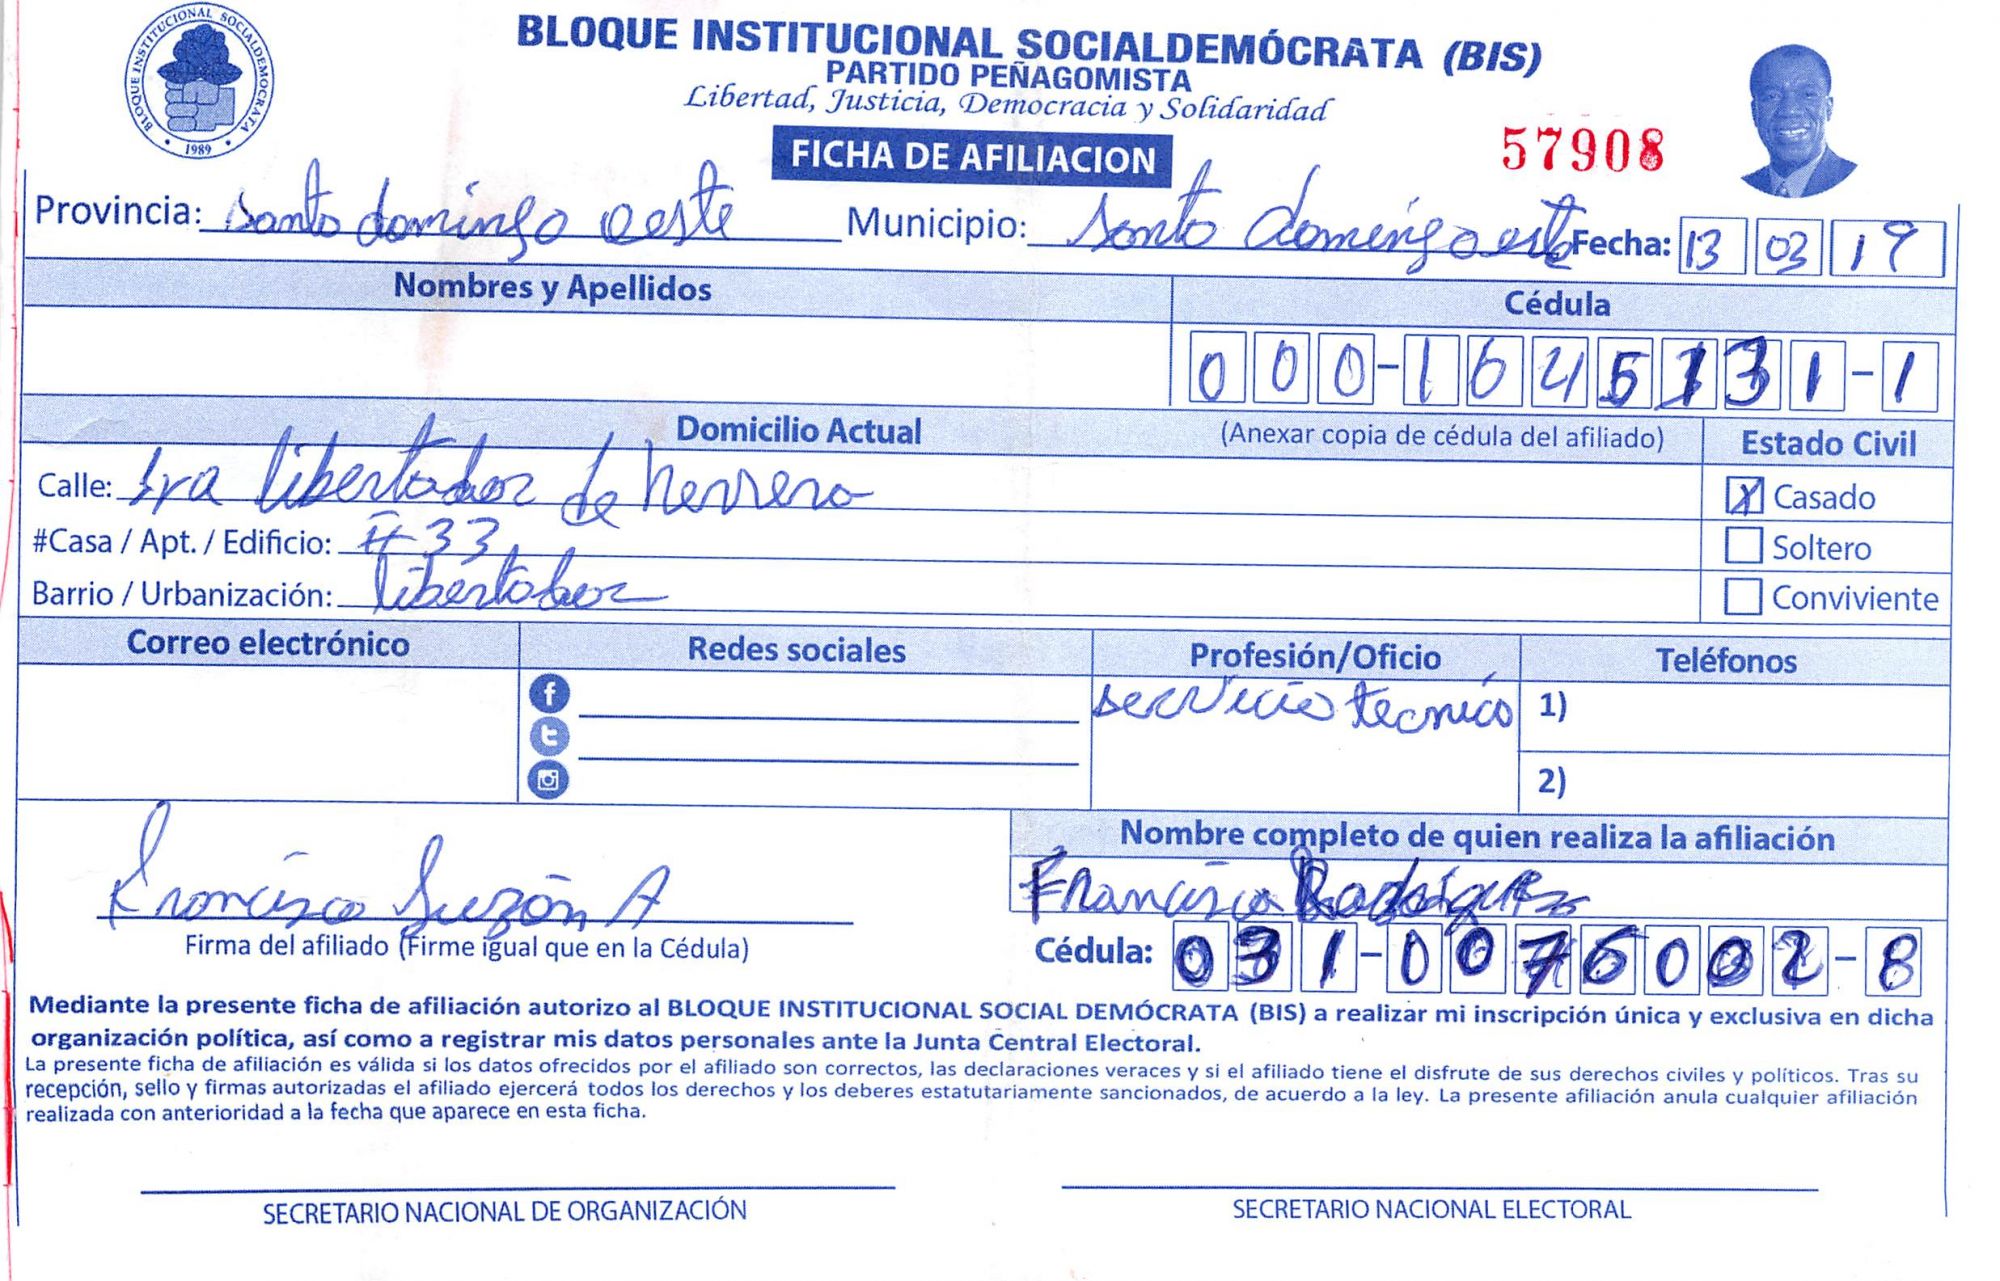 BLOQUE INSTITUCIONAL SOCIALDEMÓCRATA
1989
BLOQUE INSTITUCIONAL SOCIALDEMÓCRATA (BIS)
PARTIDO PEÑAGOMISTA
Libertad, Justicia, Democracia y Solidaridad
FICHA DE AFILIACION
57908
Provincia: santo domingo oeste Municipio: santo domingo este Fecha: 13 03 19
Nombres y Apellidos Cédula
000-1645131-1
Domicilio Actual (Anexar copia de cédula del afiliado) Estado Civil
Calle: 1ra libertador de herrera
X Casado
#Casa / Apt. / Edificio: #33
Soltero
Barrio / Urbanización: libertador
Conviviente
Correo electrónico Redes sociales Profesión/Oficio Teléfonos
servicio tecnico 1)
2)
Nombre completo de quien realiza la afiliación
Francisco Suzón A Francisco Rodriguez
Firma del afiliado (Firme igual que en la Cédula) Cédula: 031-0076002-8
Mediante la presente ficha de afiliación autorizo al BLOQUE INSTITUCIONAL SOCIAL DEMÓCRATA (BIS) a realizar mi inscripción única y exclusiva en dicha
organización política, así como a registrar mis datos personales ante la Junta Central Electoral.
La presente ficha de afiliación es válida si los datos ofrecidos por el afiliado son correctos, las declaraciones veraces y si el afiliado tiene el disfrute de sus derechos civiles y políticos. Tras su
recepción, sello y firmas autorizadas el afiliado ejercerá todos los derechos y los deberes estatutariamente sancionados, de acuerdo a la ley. La presente afiliación anula cualquier afiliación
realizada con anterioridad a la fecha que aparece en esta ficha.
SECRETARIO NACIONAL DE ORGANIZACIÓN SECRETARIO NACIONAL ELECTORAL